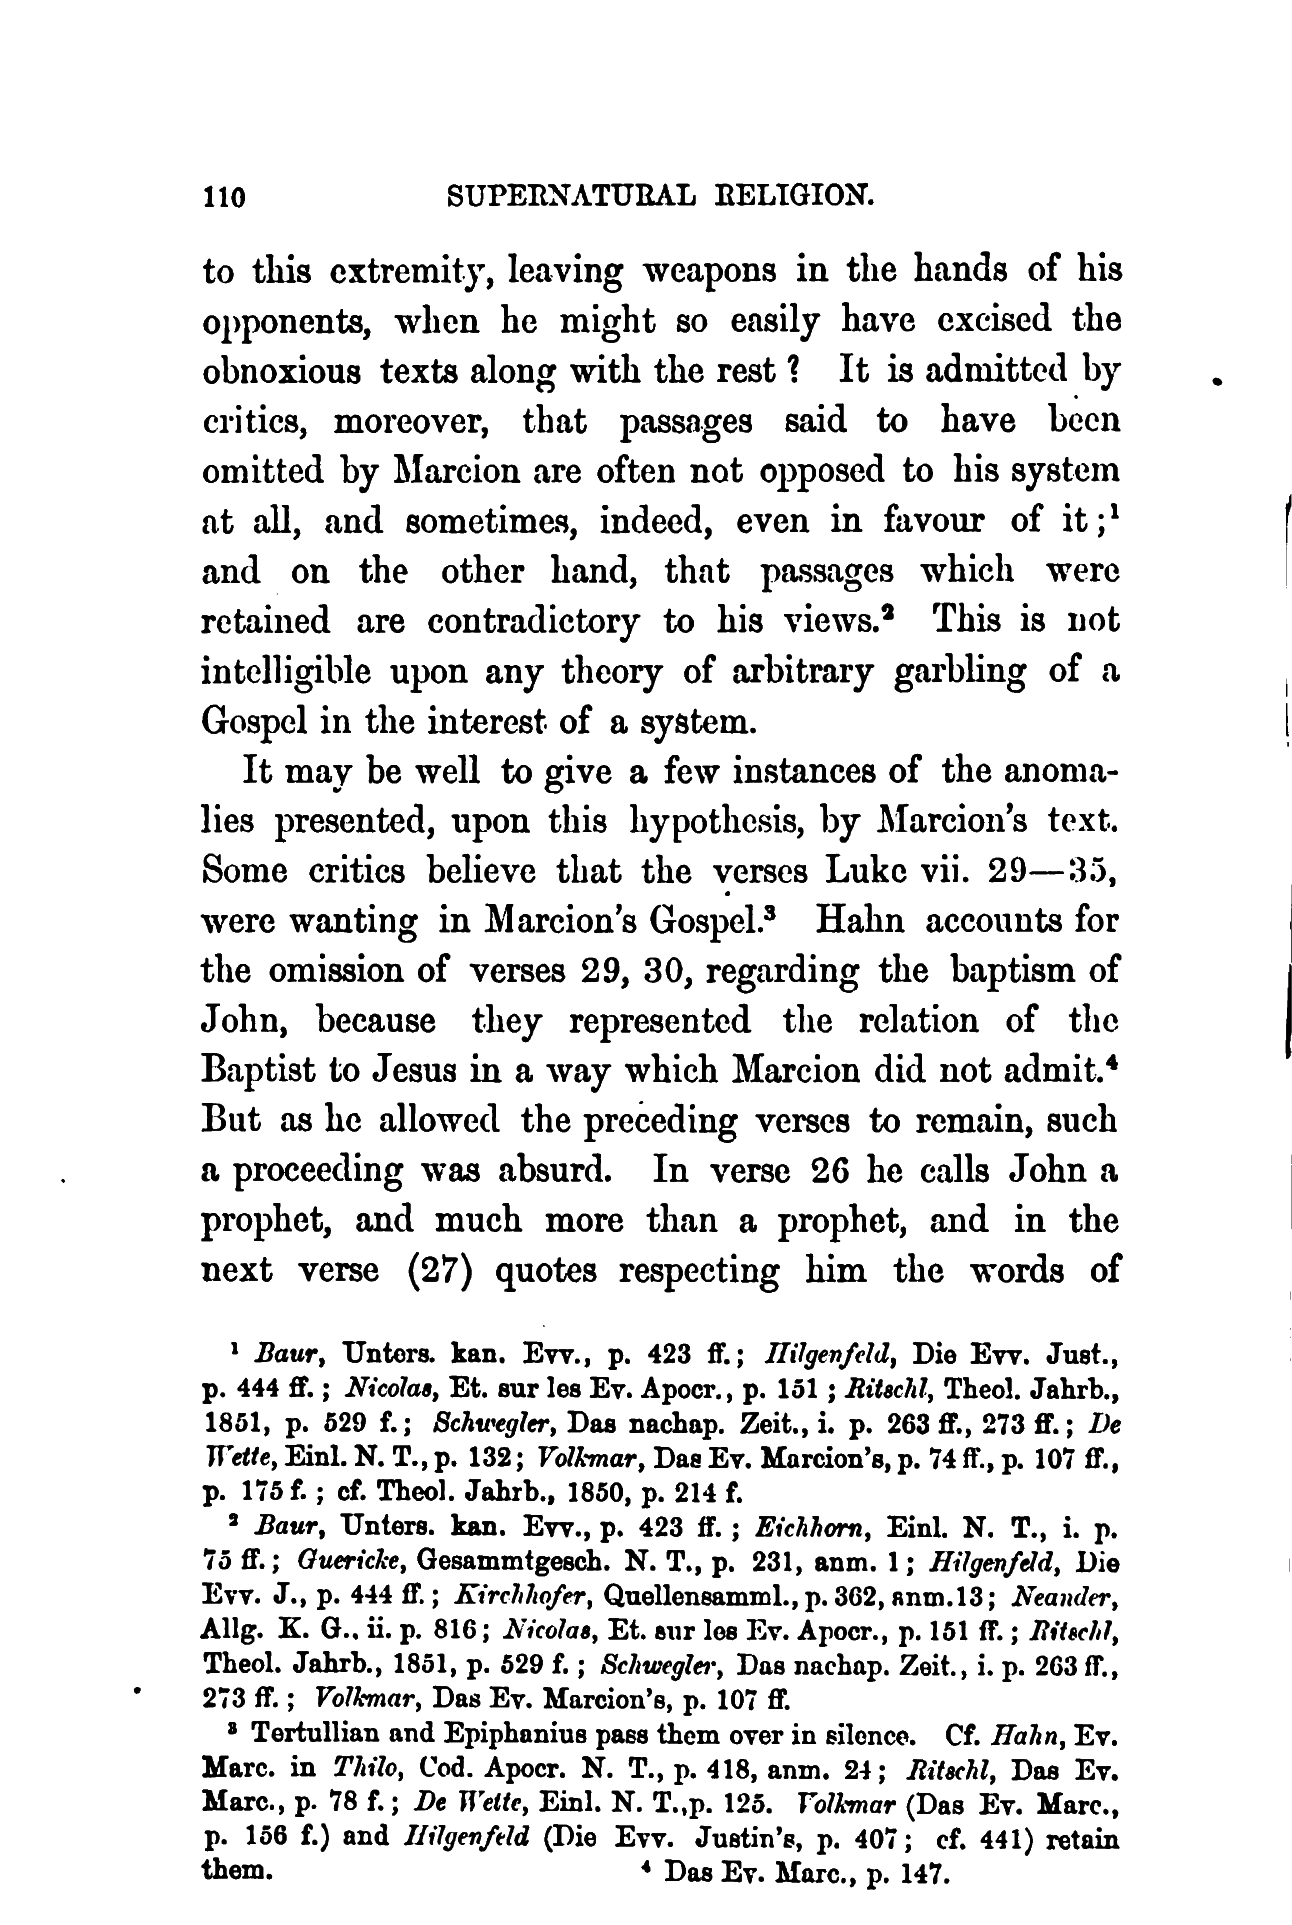 110 SUPERNATURAL RELIGION.
to this extremity, leaving weapons in the hands of his
opponents, when he might so easily have excised the
obnoxious texts along with the rest ? It is admitted by
critics, moreover, that passages said to have been
omitted by Marcion are often not opposed to his system
at all, and sometimes, indeed, even in favour of it ;¹
and on the other hand, that passages which were
retained are contradictory to his views.² This is not
intelligible upon any theory of arbitrary garbling of a
Gospel in the interest of a system.
It may be well to give a few instances of the anoma-
lies presented, upon this hypothesis, by Marcion's text.
Some critics believe that the verses Luke vii. 29—35,
were wanting in Marcion's Gospel.³ Hahn accounts for
the omission of verses 29, 30, regarding the baptism of
John, because they represented the relation of the
Baptist to Jesus in a way which Marcion did not admit.⁴
But as he allowed the preceding verses to remain, such
a proceeding was absurd. In verse 26 he calls John a
prophet, and much more than a prophet, and in the
next verse (27) quotes respecting him the words of
¹ Baur, Unters. kan. Evv., p. 423 ff.; Hilgenfeld, Die Evv. Just.,
p. 444 ff. ; Nicolas, Et. sur les Ev. Apocr., p. 151 ; Ritschl, Theol. Jahrb.,
1851, p. 529 f.; Schwegler, Das nachap. Zeit., i. p. 263 ff., 273 ff.; De
Wette, Einl. N. T., p. 132; Volkmar, Das Ev. Marcion's, p. 74 ff., p. 107 ff.,
p. 175 f. ; cf. Theol. Jahrb., 1850, p. 214 f.
² Baur, Unters. kan. Evv., p. 423 ff. ; Eichhorn, Einl. N. T., i. p.
75 ff.; Guericke, Gesammtgesch. N. T., p. 231, anm. 1; Hilgenfeld, Die
Evv. J., p. 444 ff. ; Kirchhofer, Quellensamml., p. 362, anm.13; Neander,
Allg. K. G., ii. p. 816; Nicolas, Et. sur les Ev. Apocr., p. 151 ff. ; Ritschl,
Theol. Jahrb., 1851, p. 529 f. ; Schwegler, Das nachap. Zeit., i. p. 263 ff.,
273 ff. ; Volkmar, Das Ev. Marcion's, p. 107 ff.
³ Tertullian and Epiphanius pass them over in silence. Cf. Hahn, Ev.
Marc. in Thilo, Cod. Apocr. N. T., p. 418, anm. 24; Ritschl, Das Ev.
Marc., p. 78 f. ; De Wette, Einl. N. T.,p. 125. Volkmar (Das Ev. Marc.,
p. 156 f.) and Hilgenfeld (Die Evv. Justin's, p. 407; cf. 441) retain
them. ⁴ Das Ev. Marc., p. 147.